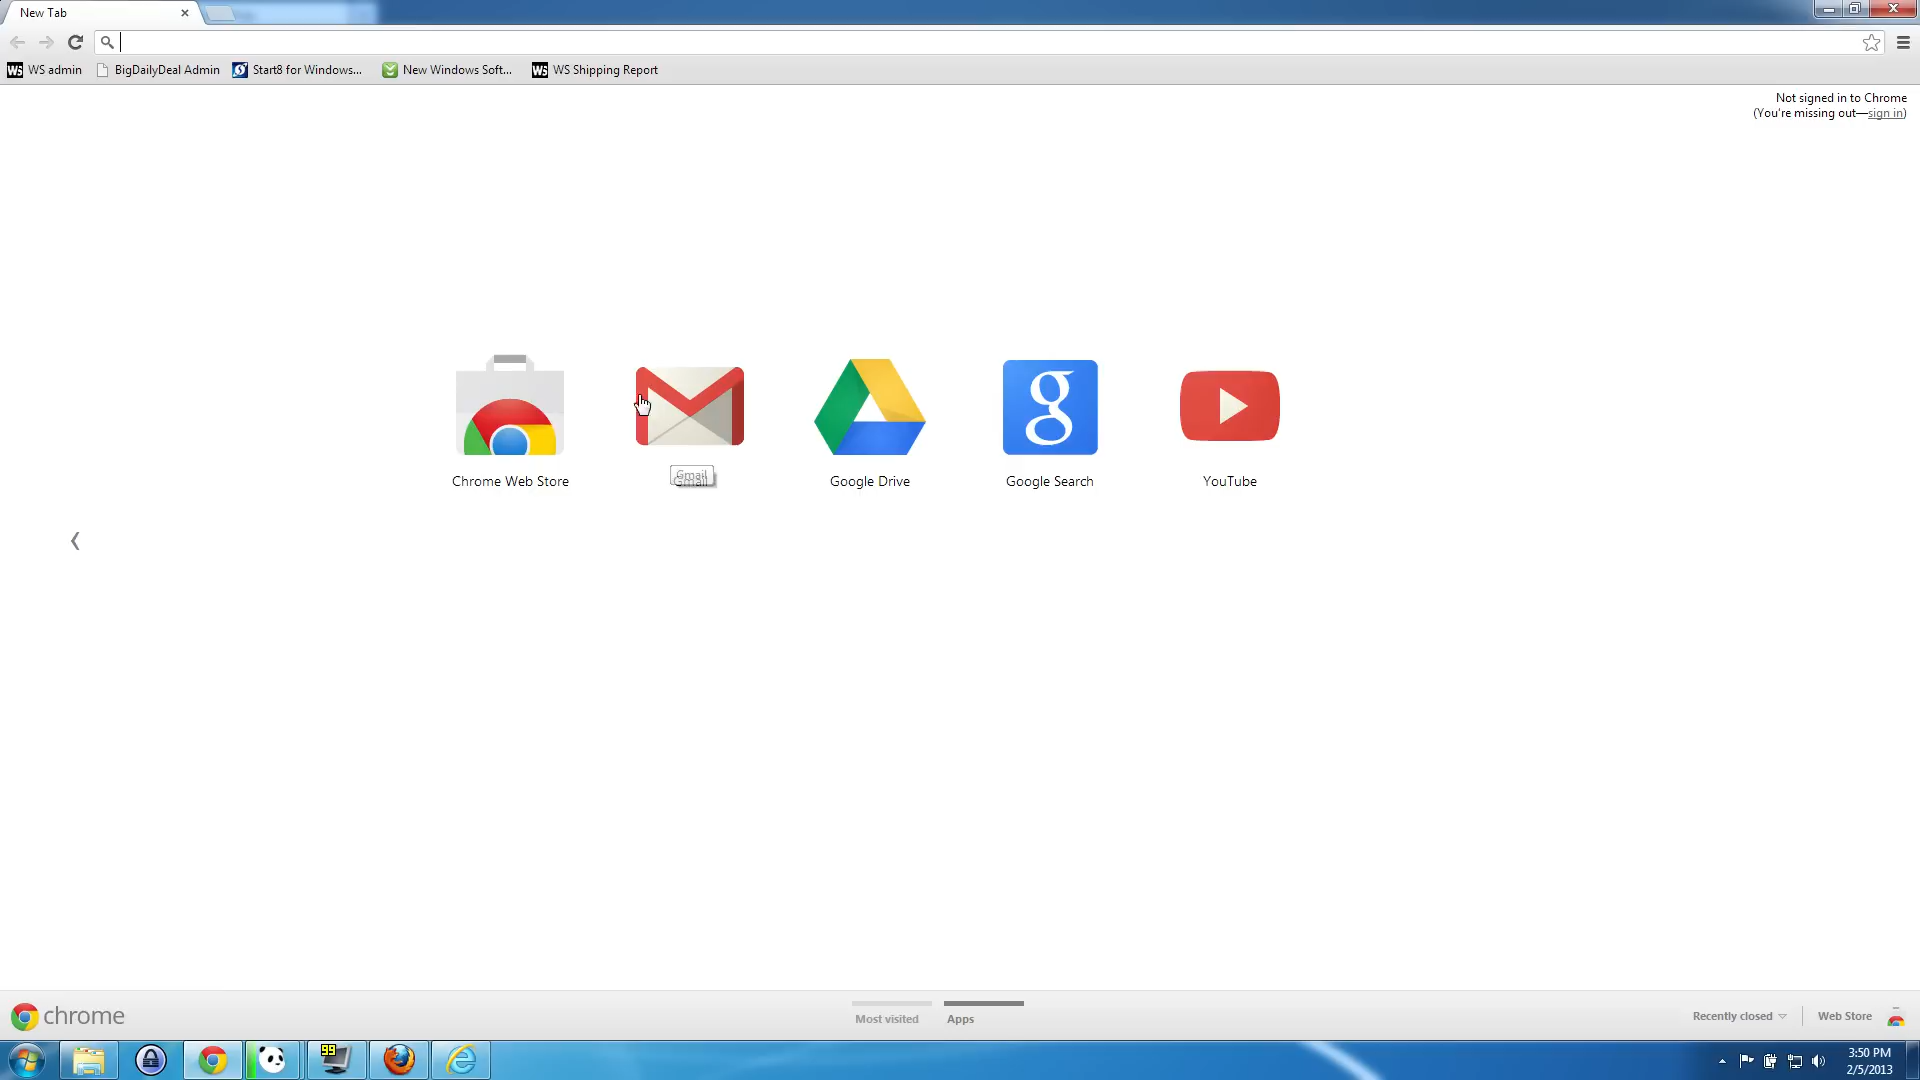 New Tab
WS admin BigDailyDeal Admin Start8 for Windows... New Windows Soft... WS Shipping Report
Not signed in to Chrome
(You're missing out—sign in)
Chrome Web Store Gmail Google Drive Google Search YouTube
chrome Most visited Apps Recently closed Web Store
99
3:50 PM
2/5/2013